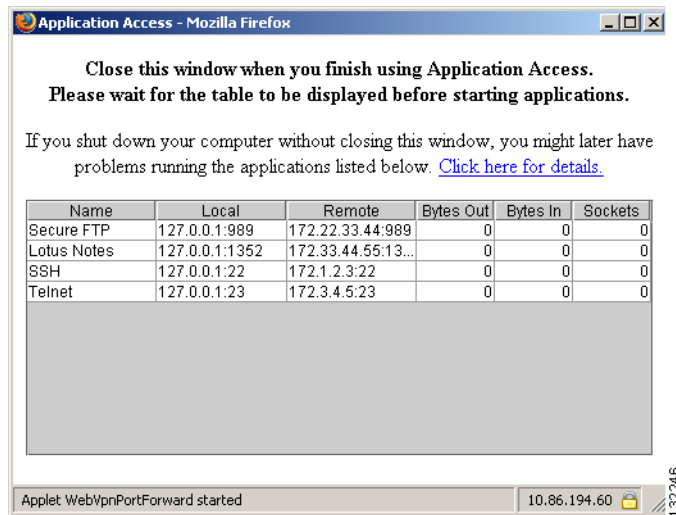 Application Access - Mozilla Firefox
Close this window when you finish using Application Access.
Please wait for the table to be displayed before starting applications.
If you shut down your computer without closing this window, you might later have
problems running the applications listed below. Click here for details.
Name Local Remote Bytes Out Bytes In Sockets
Secure FTP 127.0.0.1:989 172.22.33.44:989 0 0 0
Lotus Notes 127.0.0.1:1352 172.33.44.55:13... 0 0 0
SSH 127.0.0.1:22 172.1.2.3:22 0 0 0
Telnet 127.0.0.1:23 172.3.4.5:23 0 0 0
Applet WebVpnPortForward started 10.86.194.60
132246